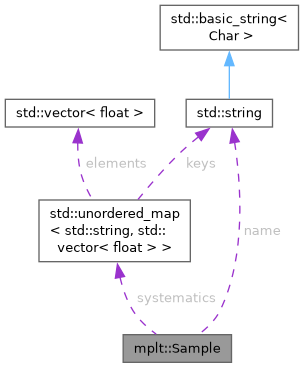 std::basic_string<
Char >
std::vector< float >
std::string
elements
keys
std::unordered_map
< std::string, std::
vector< float > >
name
systematics
mplt::Sample